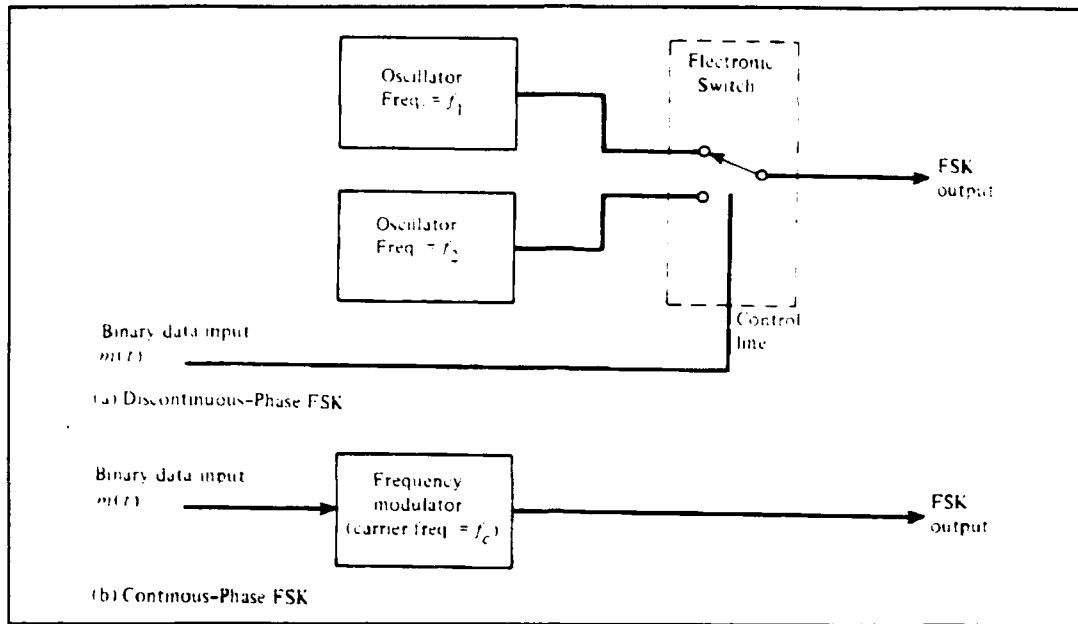 Oscillator
Freq. = f1
Electronic
Switch
FSK
output
Oscillator
Freq = f2
Control
line
Binary data input
m(t)
(a) Discontinuous-Phase FSK
Binary data input
m(t)
Frequency
modulator
(carrier freq = fc)
FSK
output
(b) Continous-Phase FSK